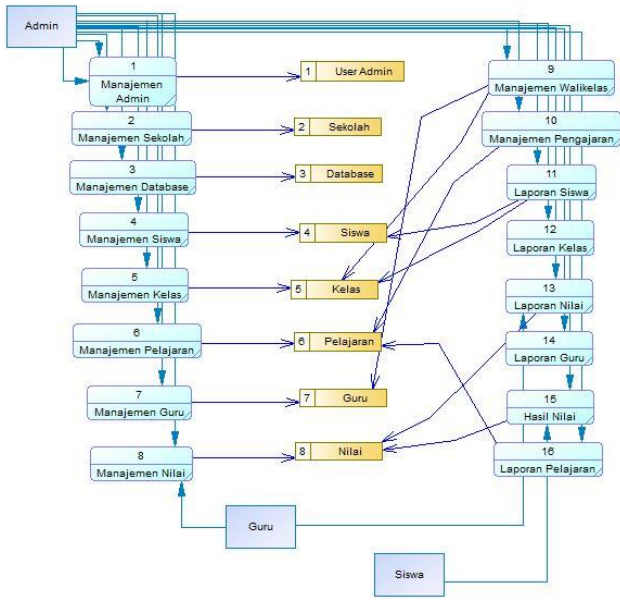 Admin
1
Manajemen
Admin
2
Manajemen Sekolah
3
Manajemen Database
4
Manajemen Siswa
5
Manajemen Kelas
6
Manajemen Pelajaran
7
Manajemen Guru
8
Manajemen Nilai
1 User Admin
2 Sekolah
3 Database
4 Siswa
5 Kelas
6 Pelajaran
7 Guru
8 Nilai
9
Manajemen Walikelas
10
Manajemen Pengajaran
11
Laporan Siswa
12
Laporan Kelas
13
Laporan Nilai
14
Laporan Guru
15
Hasil Nilai
16
Laporan Pelajaran
Guru
Siswa